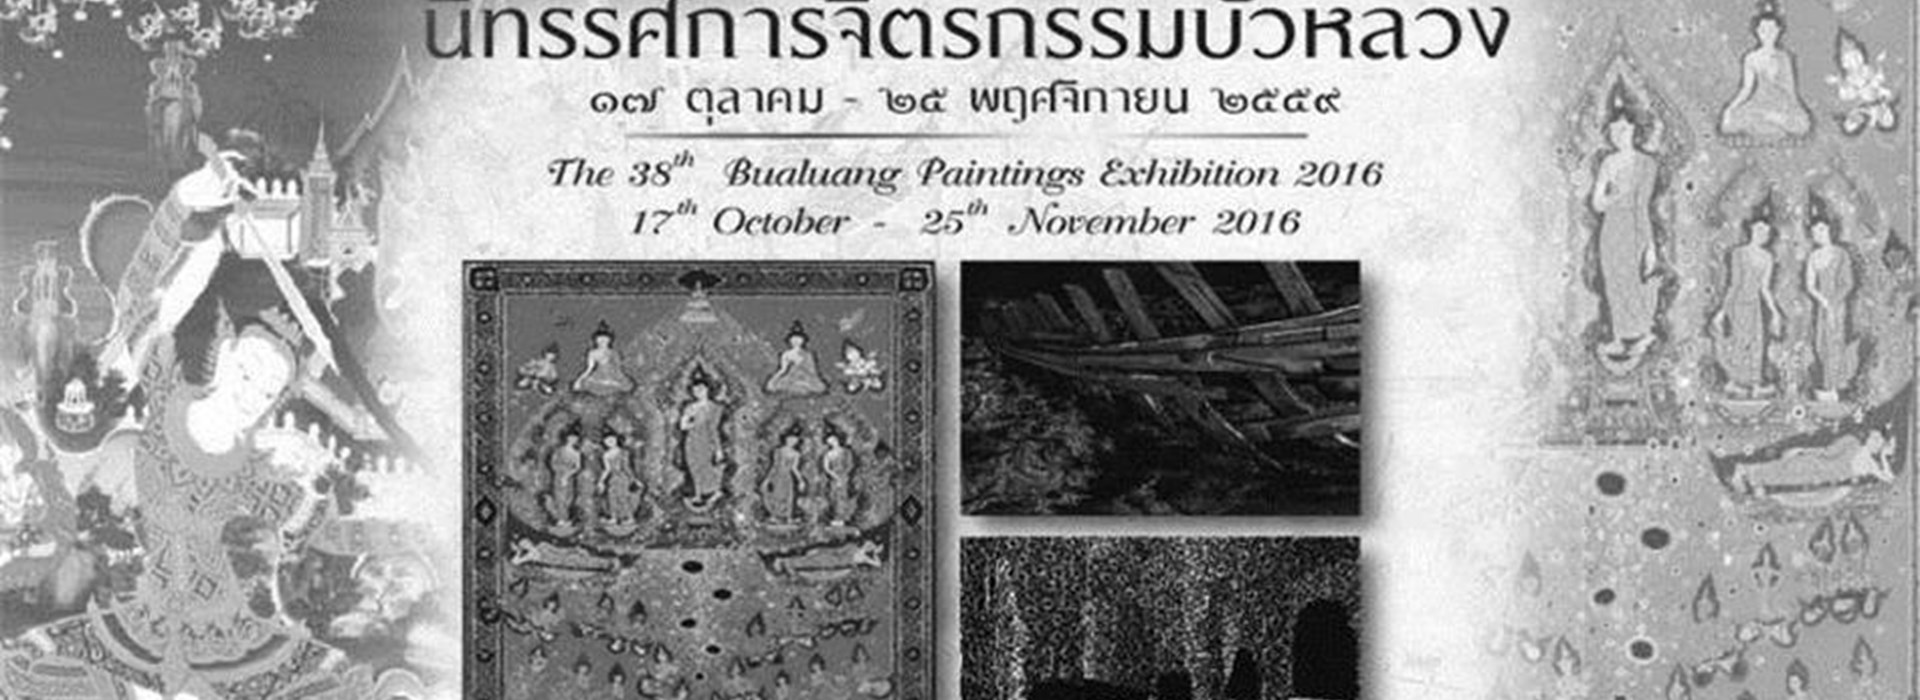 นิทรรศการจิตรกรรมบัวหลวง
๑๗ ตุลาคม - ๒๕ พฤศจิกายน ๒๕๕๙
The 38th Bualuang Paintings Exhibition 2016
17th October - 25th November 2016